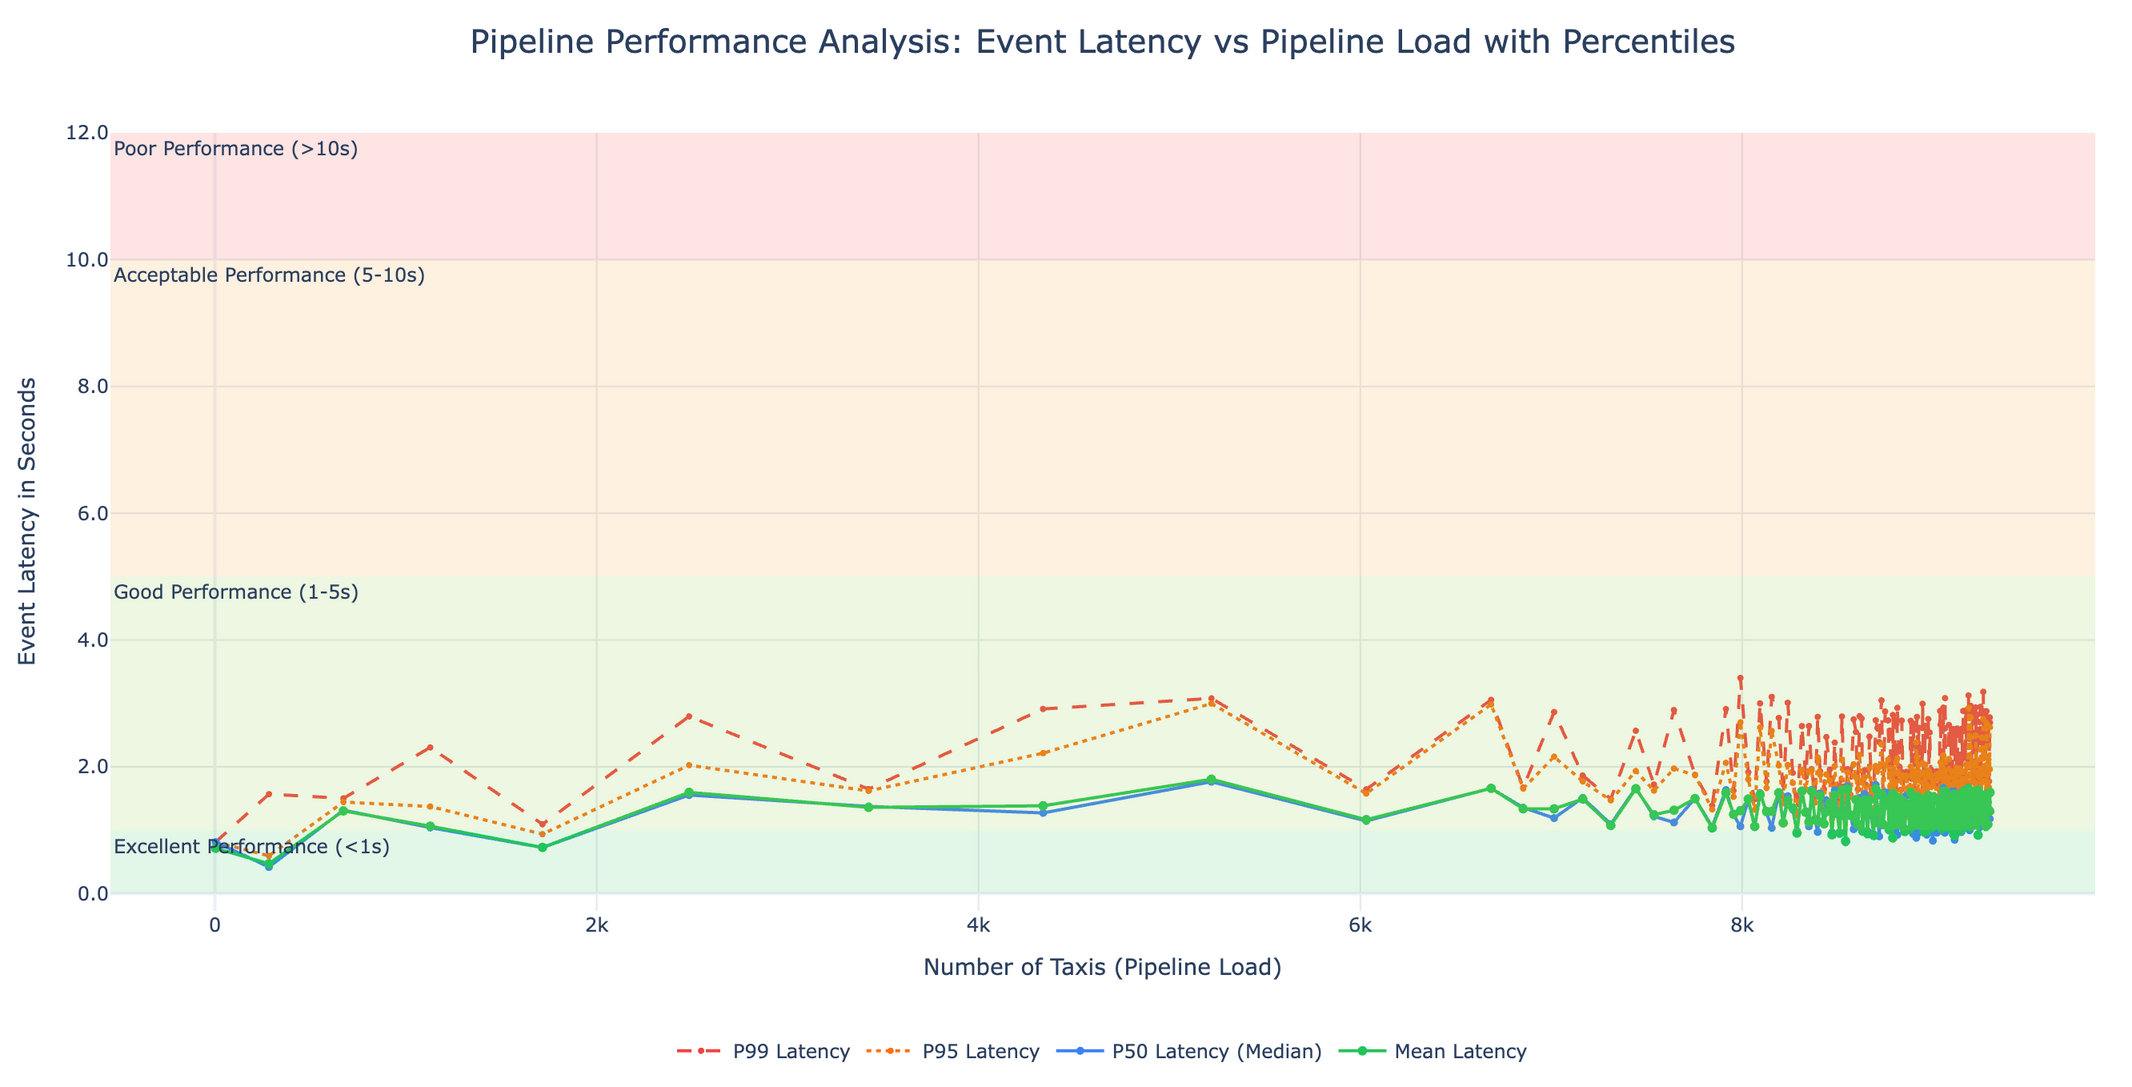 Pipeline Performance Analysis: Event Latency vs Pipeline Load with Percentiles
12.0
Poor Performance (>10s)
10.0
Acceptable Performance (5-10s)
8.0
6.0
Good Performance (1-5s)
4.0
2.0
Excellent Performance (<1s)
0.0
Event Latency in Seconds
0
2k
4k
6k
8k
Number of Taxis (Pipeline Load)
P99 Latency
P95 Latency
P50 Latency (Median)
Mean Latency